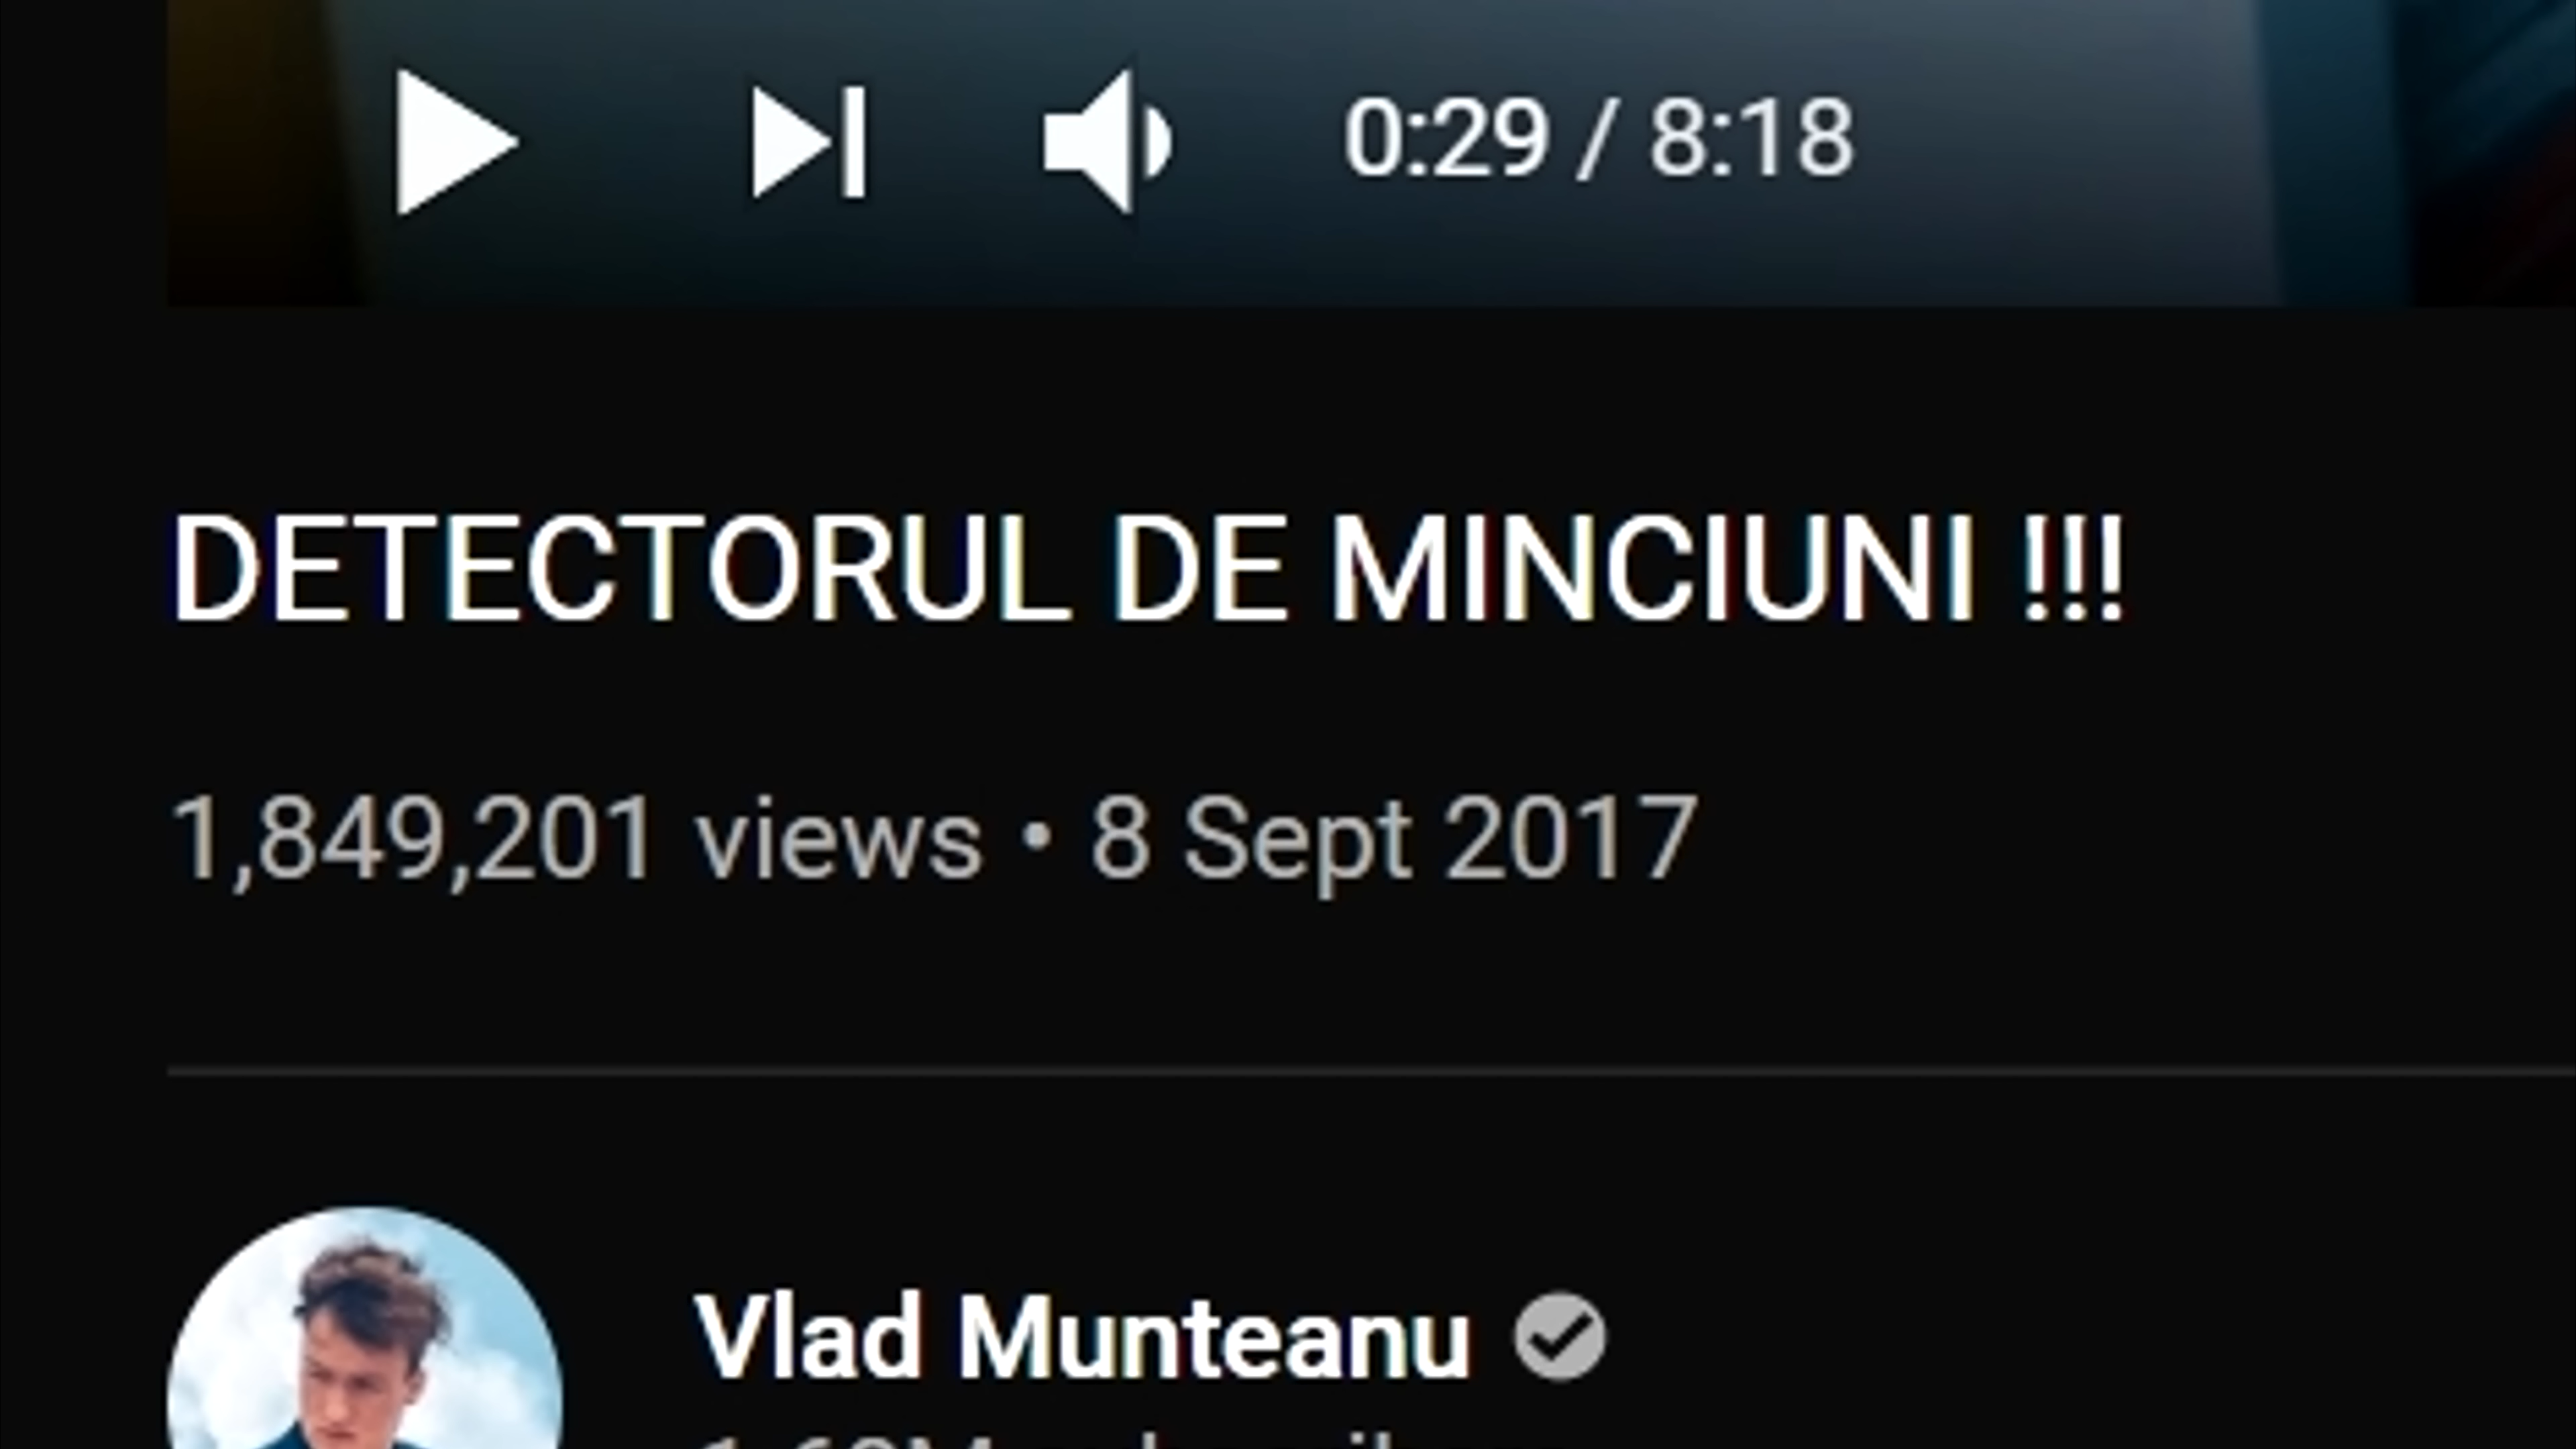 0:29 / 8:18
DETECTORUL DE MINCIUNI !!!
1,849,201 views • 8 Sept 2017
Vlad Munteanu